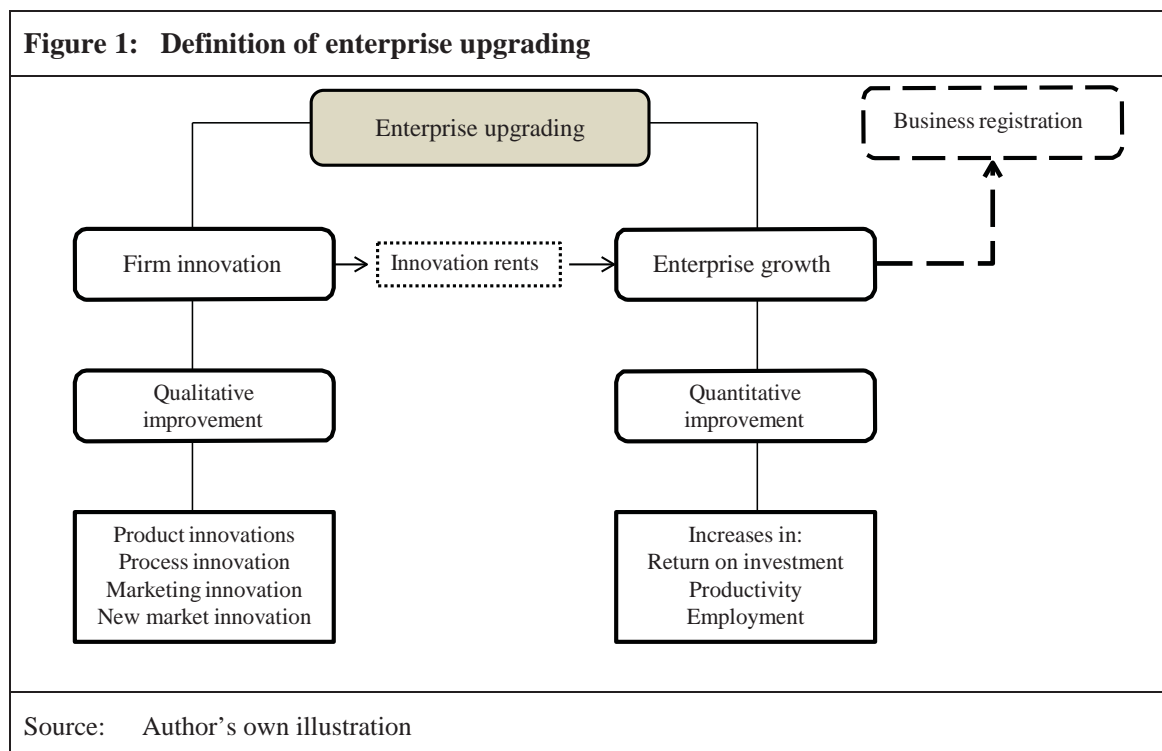 Figure 1: Definition of enterprise upgrading
Enterprise upgrading
Business registration
Firm innovation
Innovation rents
Enterprise growth
Qualitative
improvement
Quantitative
improvement
Product innovations
Process innovation
Marketing innovation
New market innovation
Increases in:
Return on investment
Productivity
Employment
Source: Author's own illustration